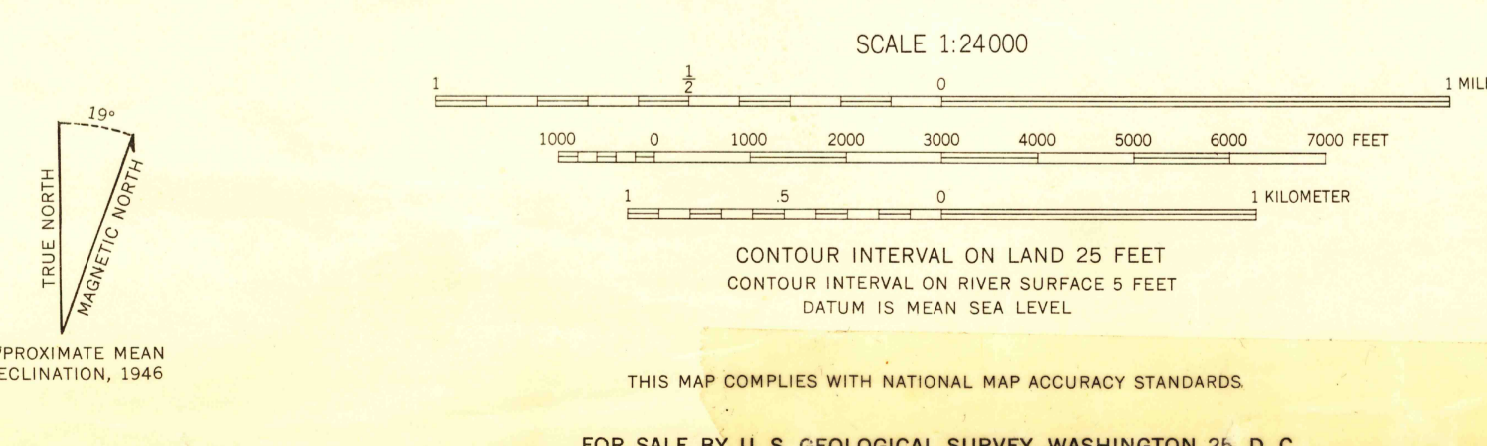 SCALE 1:24000
1 1/2 0 1 MILE
1000 0 1000 2000 3000 4000 5000 6000 7000 FEET
1 .5 0 1 KILOMETER
CONTOUR INTERVAL ON LAND 25 FEET
CONTOUR INTERVAL ON RIVER SURFACE 5 FEET
DATUM IS MEAN SEA LEVEL
THIS MAP COMPLIES WITH NATIONAL MAP ACCURACY STANDARDS.
FOR SALE BY U. S. GEOLOGICAL SURVEY, WASHINGTON 25, D. C.
19°
TRUE NORTH
MAGNETIC NORTH
PROXIMATE MEAN
ECLINATION, 1946